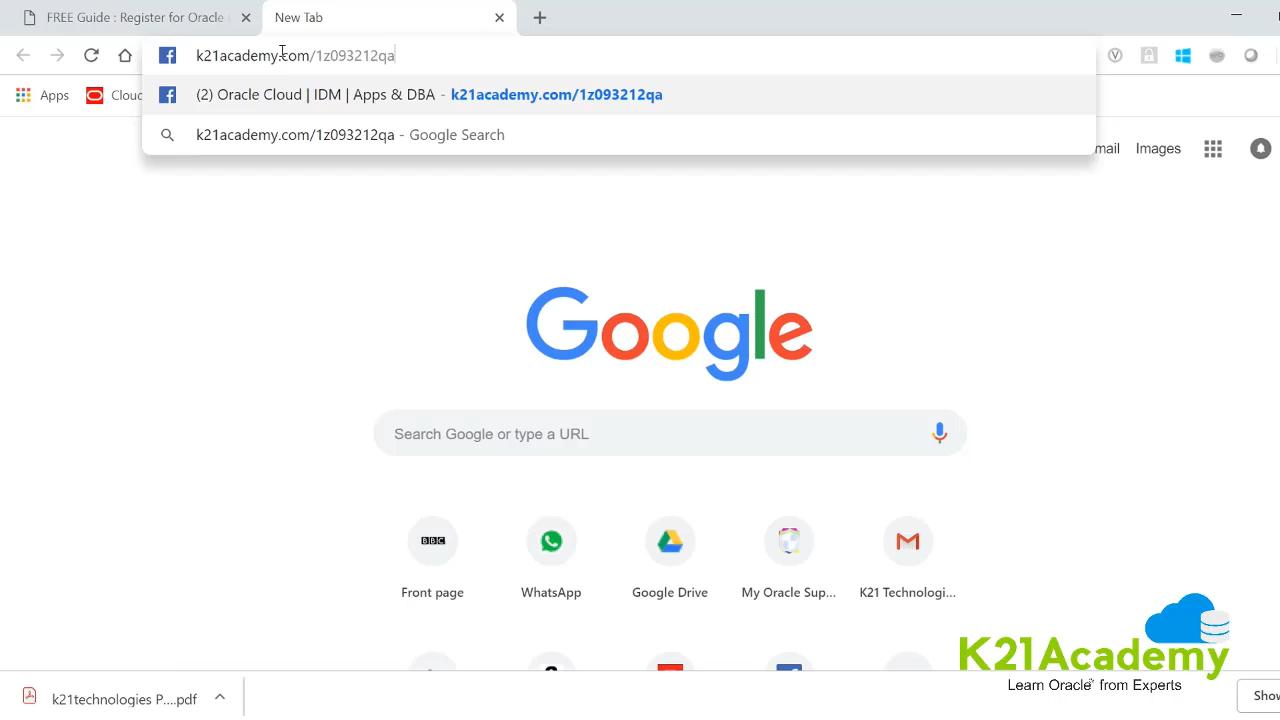 FREE Guide : Register for Oracle
New Tab
k21academy.com/1z093212qa
Apps
Cloud
(2) Oracle Cloud | IDM | Apps & DBA - k21academy.com/1z093212qa
k21academy.com/1z093212qa - Google Search
mail
Images
Google
Search Google or type a URL
BBC
Front page
WhatsApp
Google Drive
My Oracle Sup...
K21 Technologi...
K21Academy
Learn Oracle from Experts
k21technologies P....pdf
Show